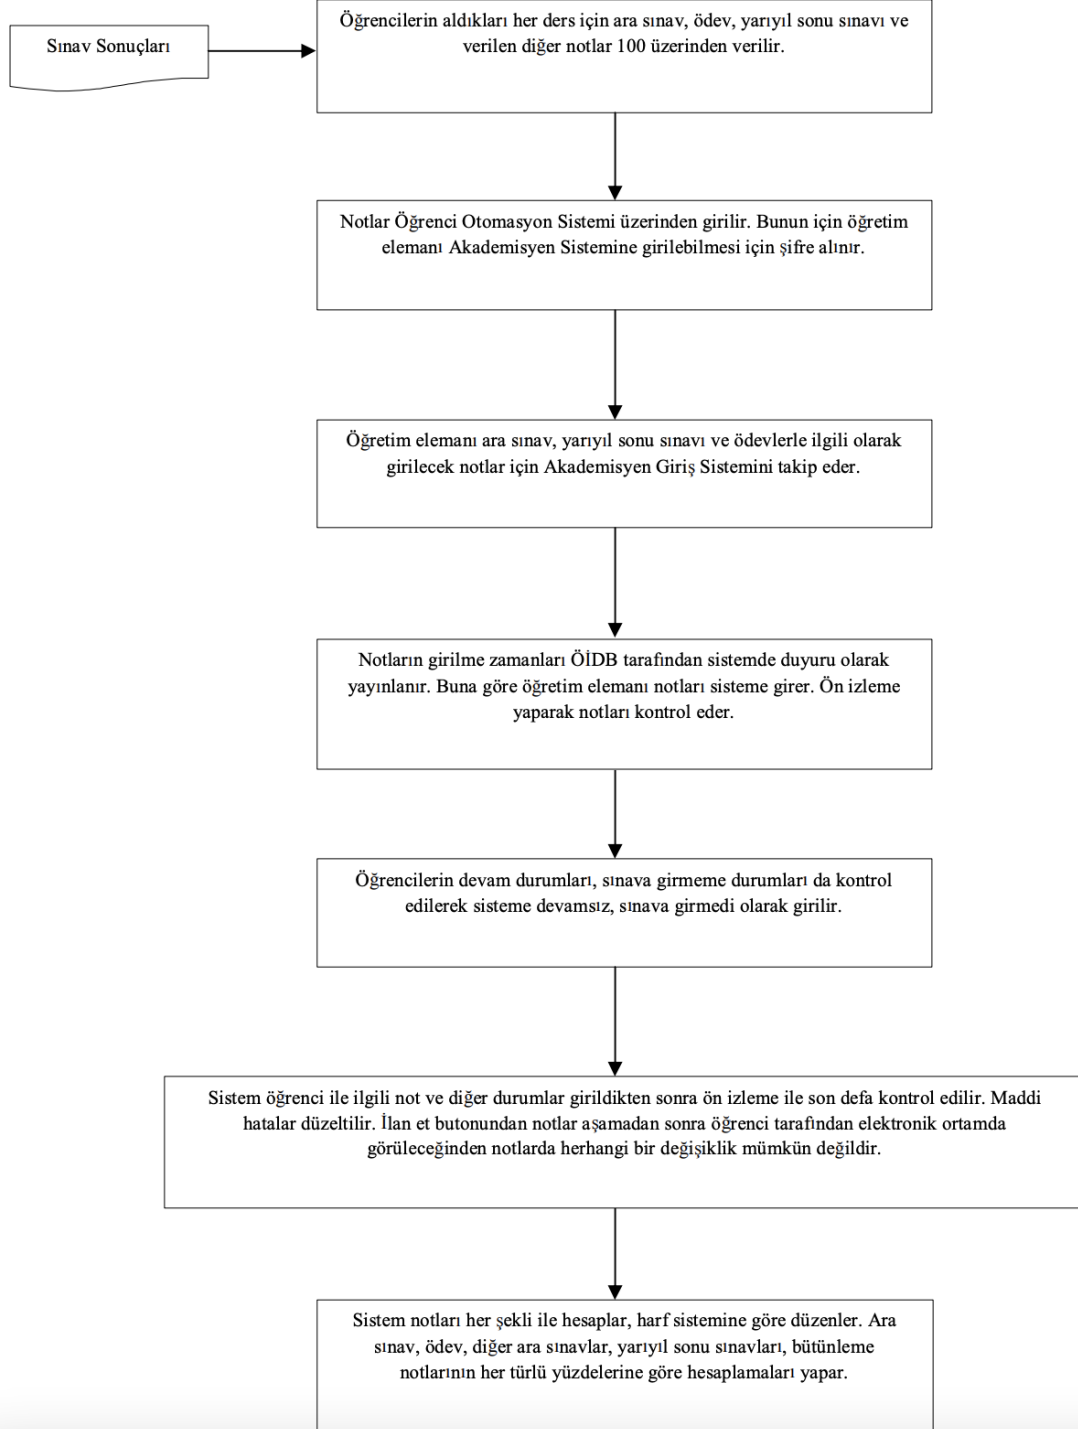 Sınav Sonuçları
Öğrencilerin aldıkları her ders için ara sınav, ödev, yarıyıl sonu sınavı ve
verilen diğer notlar 100 üzerinden verilir.
Notlar Öğrenci Otomasyon Sistemi üzerinden girilir. Bunun için öğretim
elemanı Akademisyen Sistemine girilebilmesi için şifre alınır.
Öğretim elemanı ara sınav, yarıyıl sonu sınavı ve ödevlerle ilgili olarak
girilecek notlar için Akademisyen Giriş Sistemini takip eder.
Notların girilme zamanları ÖİDB tarafından sistemde duyuru olarak
yayınlanır. Buna göre öğretim elemanı notları sisteme girer. Ön izleme
yaparak notları kontrol eder.
Öğrencilerin devam durumları, sınava girmeme durumları da kontrol
edilerek sisteme devamsız, sınava girmedi olarak girilir.
Sistem öğrenci ile ilgili not ve diğer durumlar girildikten sonra ön izleme ile son defa kontrol edilir. Maddi
hatalar düzeltilir. İlan et butonundan notlar aşamadan sonra öğrenci tarafından elektronik ortamda
görüleceğinden notlarda herhangi bir değişiklik mümkün değildir.
Sistem notları her şekli ile hesaplar, harf sistemine göre düzenler. Ara
sınav, ödev, diğer ara sınavlar, yarıyıl sonu sınavları, bütünleme
notlarının her türlü yüzdelerine göre hesaplamaları yapar.